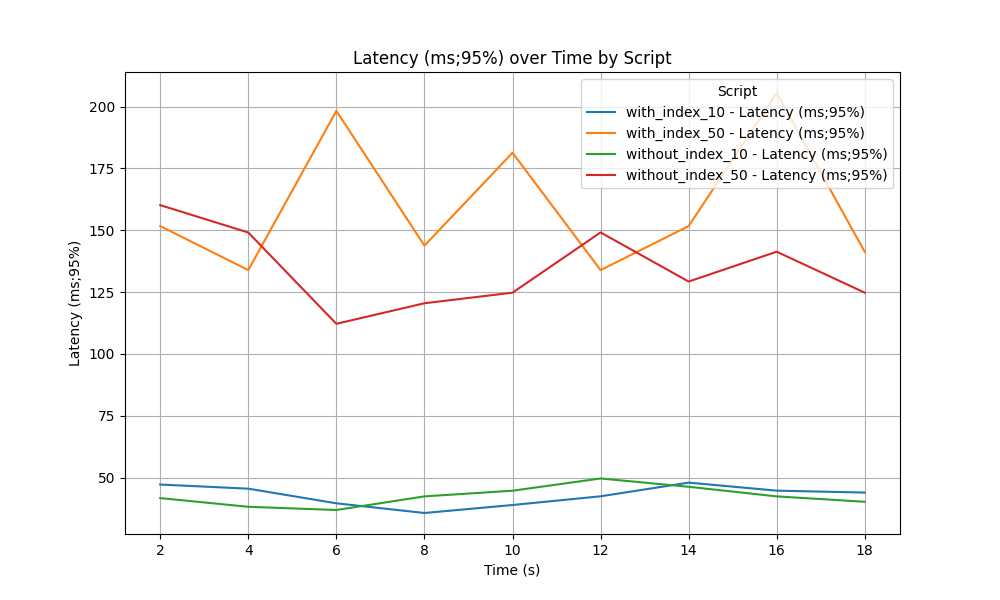 Latency (ms;95%) over Time by Script
Script
with_index_10 - Latency (ms;95%)
with_index_50 - Latency (ms;95%)
without_index_10 - Latency (ms;95%)
without_index_50 - Latency (ms;95%)
Latency (ms;95%)
200
175
150
125
100
75
50
2 4 6 8 10 12 14 16 18
Time (s)